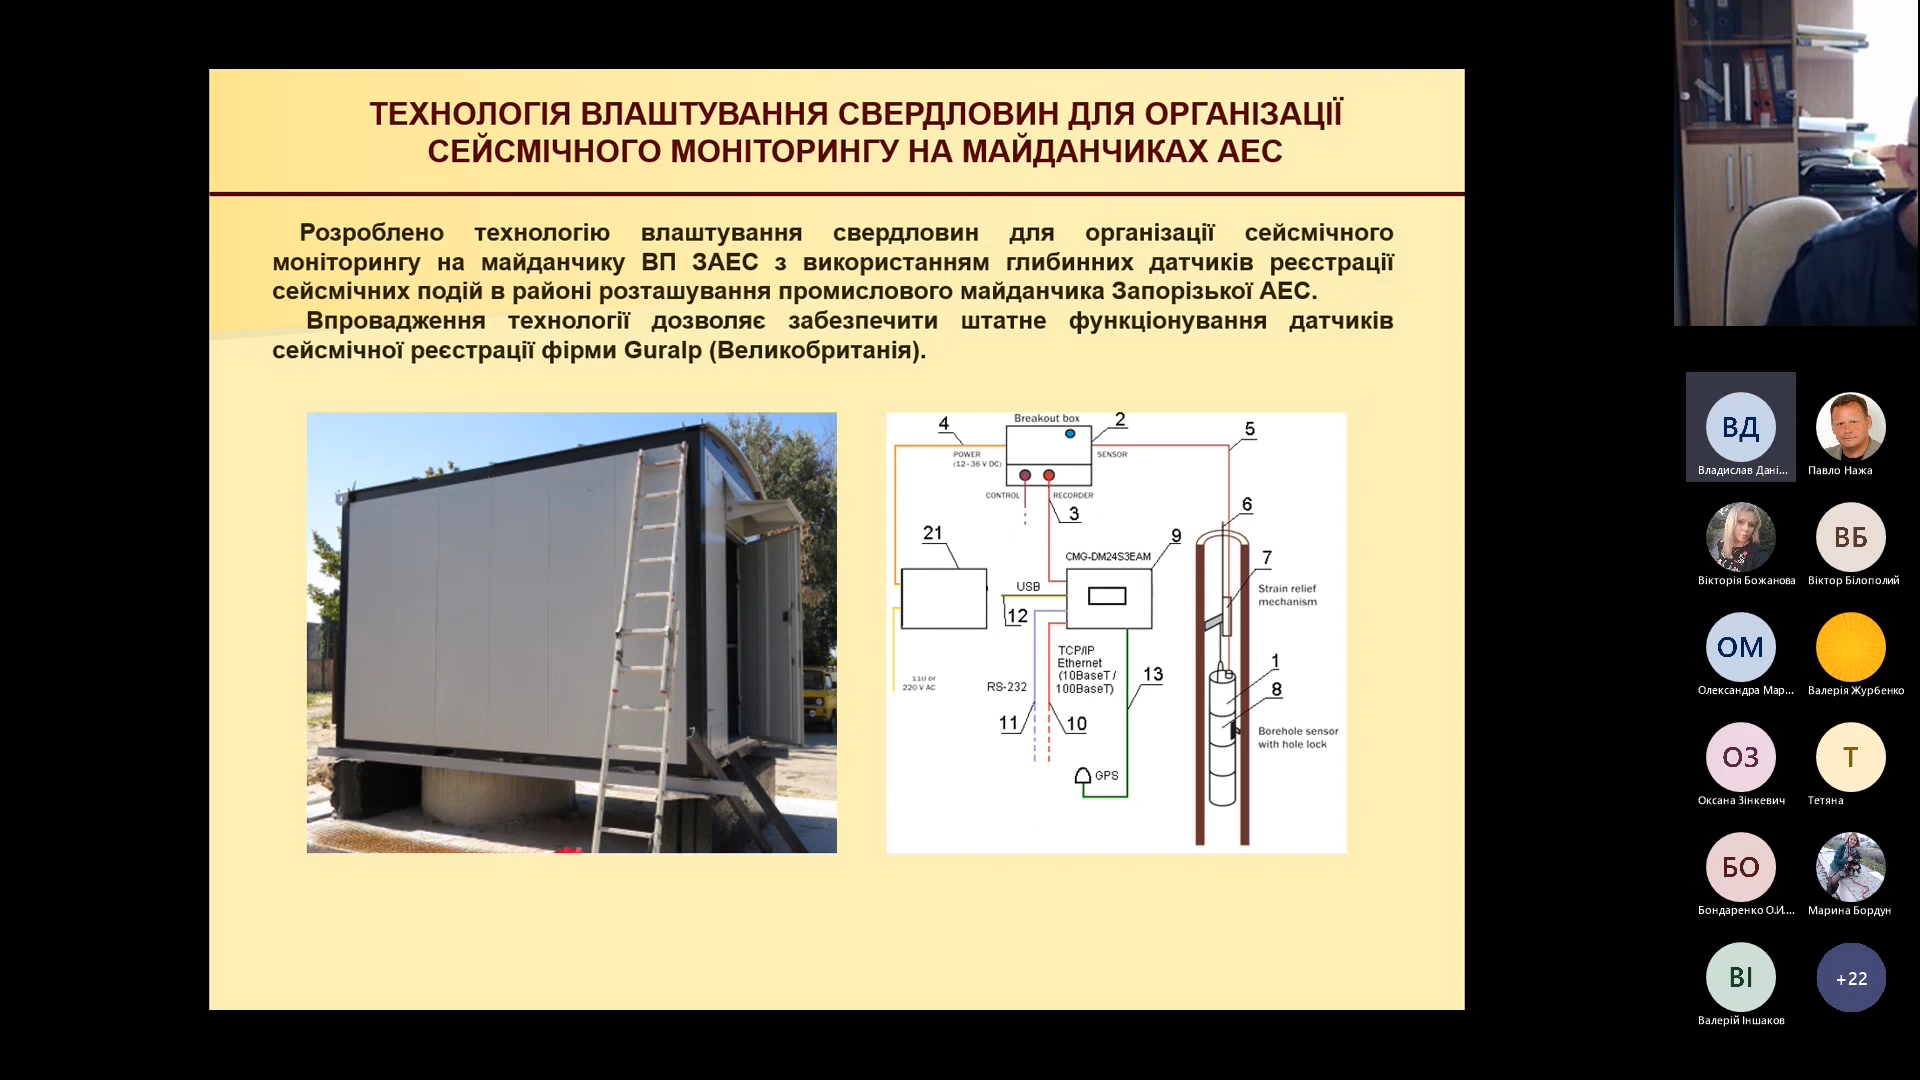 ТЕХНОЛОГІЯ ВЛАШТУВАННЯ СВЕРДЛОВИН ДЛЯ ОРГАНІЗАЦІЇ
СЕЙСМІЧНОГО МОНІТОРИНГУ НА МАЙДАНЧИКАХ АЕС
Розроблено технологію влаштування свердловин для організації сейсмічного
моніторингу на майданчику ВП ЗАЕС з використанням глибинних датчиків реєстрації
сейсмічних подій в районі розташування промислового майданчика Запорізької АЕС.
Впровадження технології дозволяє забезпечити штатне функціонування датчиків
сейсмічної реєстрації фірми Guralp (Великобританія).
Breakout box
4
2
5
POWER
(12-36 V DC)
SENSOR
CONTROL
RECORDER
3
6
21
9
CMG-DM24S3EAM
7
USB
12
Strain relief
mechanism
TCP/IP
Ethernet
(10BaseT /
100BaseT)
1
13
RS-232
8
110 or
220 V AC
11
10
Borehole sensor
with hole lock
GPS
ВД
Владислав Дані...
Павло Нажа
Вікторія Божанова
ВБ
Віктор Білополий
ОМ
Олександра Мар...
Валерія Журбенко
ОЗ
Оксана Зінкевич
Т
Тетяна
БО
Бондаренко О.И....
Марина Бордун
ВІ
Валерій Іншаков
+22